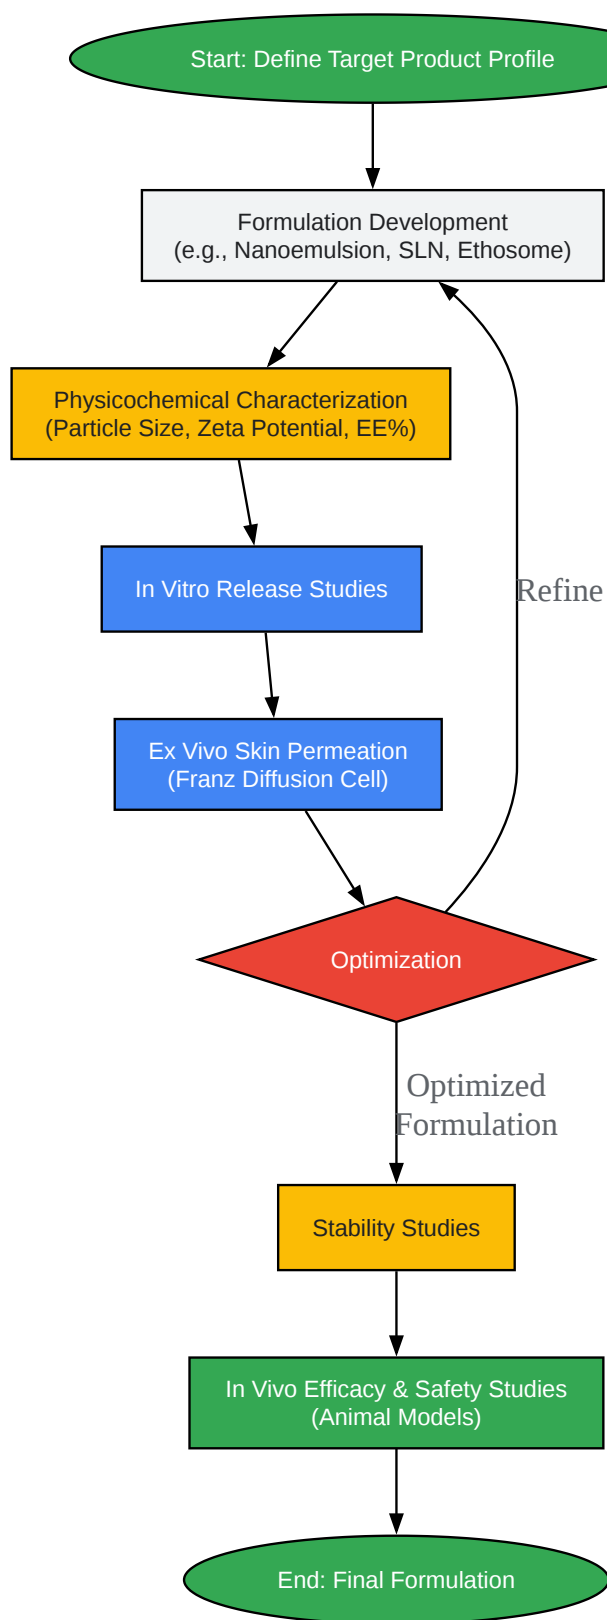 Start: Define Target Product Profile
Formulation Development
(e.g., Nanoemulsion, SLN, Ethosome)
Physicochemical Characterization
(Particle Size, Zeta Potential, EE%)
In Vitro Release Studies
Refine
Ex Vivo Skin Permeation
(Franz Diffusion Cell)
Optimization
Optimized
Formulation
Stability Studies
In Vivo Efficacy & Safety Studies
(Animal Models)
End: Final Formulation